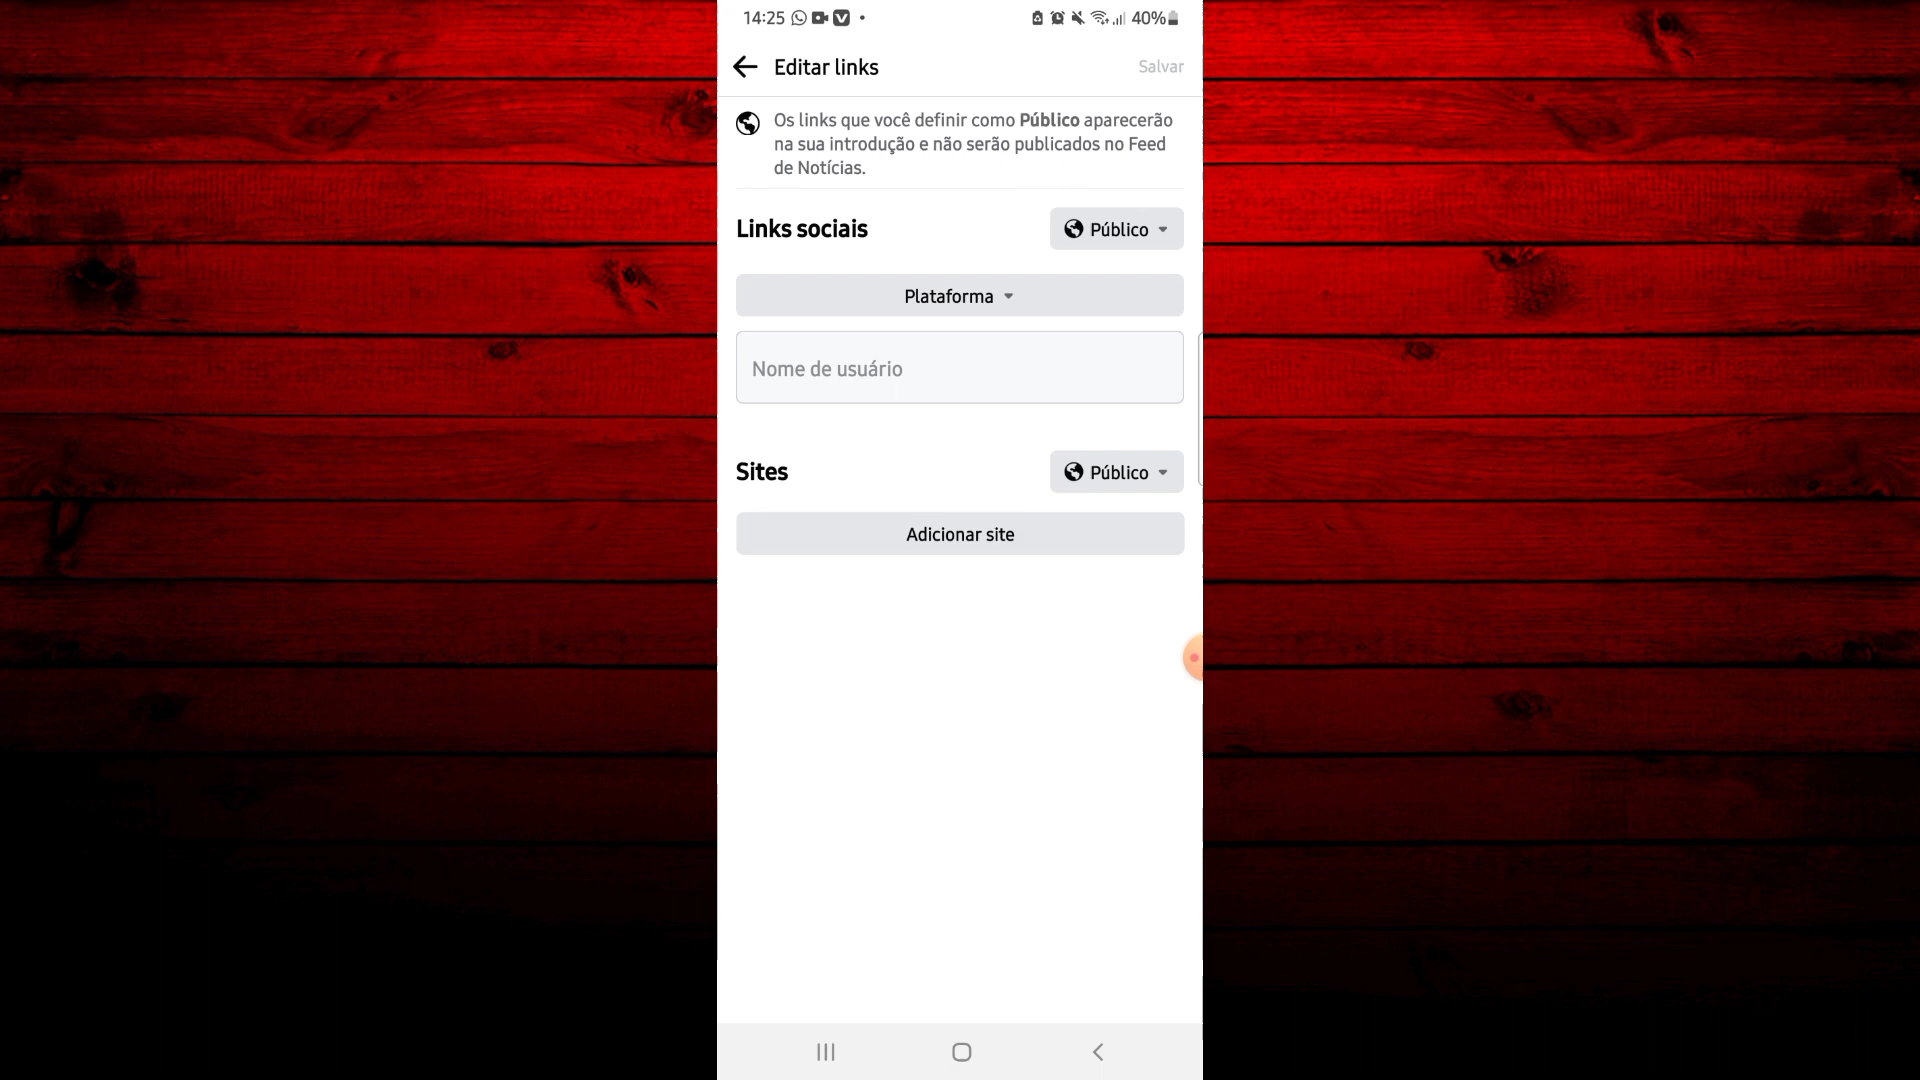 14:25
40%
Editar links
Salvar
Os links que você definir como Público aparecerão
na sua introdução e não serão publicados no Feed
de Notícias.
Links sociais
Público
Plataforma
Nome de usuário
Sites
Público
Adicionar site